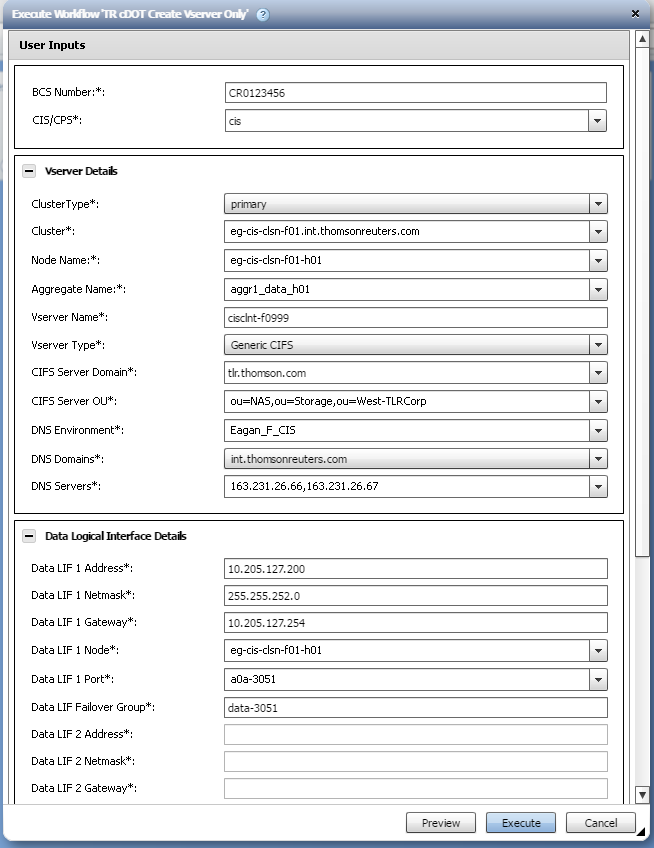 Execute Workflow 'TR cDOT Create Vserver Only' ?
User Inputs
BCS Number:*: CR0123456
CIS/CPS*: cis
Vserver Details
ClusterType*: primary
Cluster*: eg-cis-clsn-f01.int.thomsonreuters.com
Node Name:*: eg-cis-clsn-f01-h01
Aggregate Name:*: aggr1_data_h01
Vserver Name*: cisclnt-f0999
Vserver Type*: Generic CIFS
CIFS Server Domain*: tlr.thomson.com
CIFS Server OU*: ou=NAS,ou=Storage,ou=West-TLRCorp
DNS Environment*: Eagan_F_CIS
DNS Domains*: int.thomsonreuters.com
DNS Servers*: 163.231.26.66,163.231.26.67
Data Logical Interface Details
Data LIF 1 Address*: 10.205.127.200
Data LIF 1 Netmask*: 255.255.252.0
Data LIF 1 Gateway*: 10.205.127.254
Data LIF 1 Node*: eg-cis-clsn-f01-h01
Data LIF 1 Port*: a0a-3051
Data LIF Failover Group*: data-3051
Data LIF 2 Address*:
Data LIF 2 Netmask*:
Data LIF 2 Gateway*:
Preview Execute Cancel